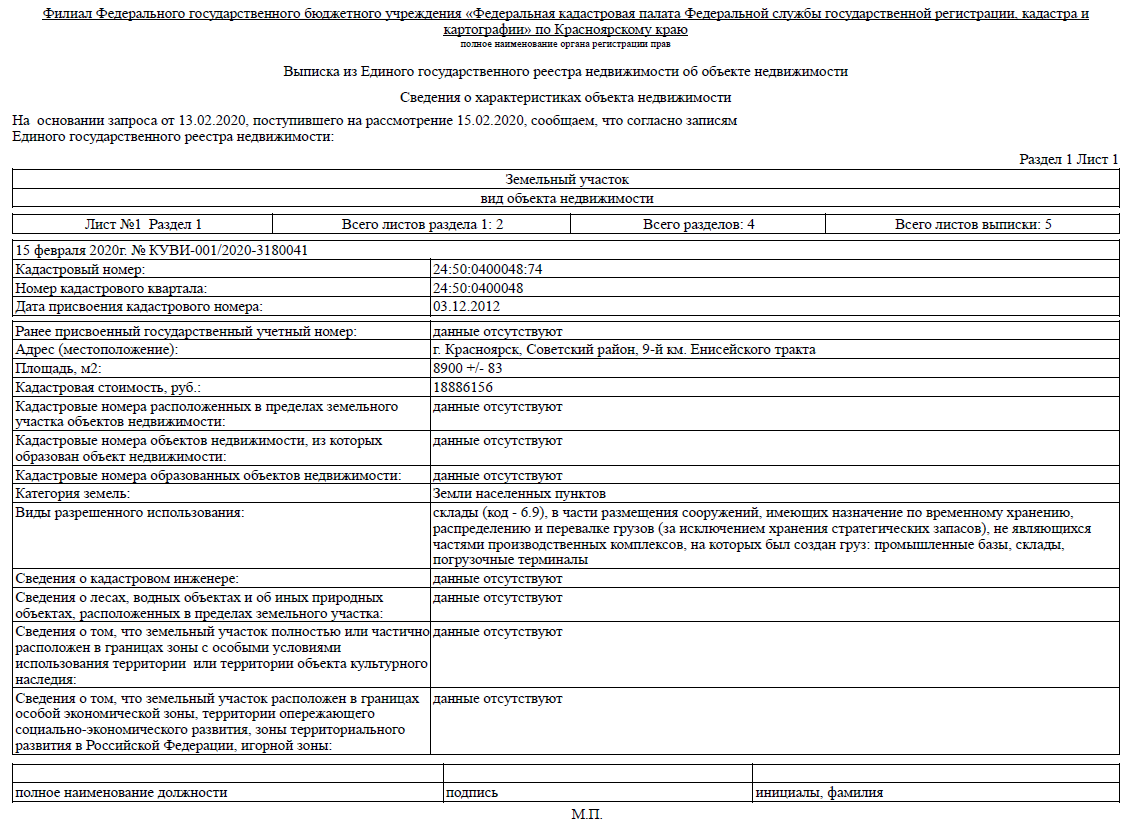 Филиал Федерального государственного бюджетного учреждения «Федеральная кадастровая палата Федеральной службы государственной регистрации, кадастра и
картографии» по Красноярскому краю
полное наименование органа регистрации прав
Выписка из Единого государственного реестра недвижимости об объекте недвижимости
Сведения о характеристиках объекта недвижимости
На основании запроса от 13.02.2020, поступившего на рассмотрение 15.02.2020, сообщаем, что согласно записям
Единого государственного реестра недвижимости:
Раздел 1 Лист 1
Земельный участок
вид объекта недвижимости
Лист №1 Раздел 1 Всего листов раздела 1: 2 Всего разделов: 4 Всего листов выписки: 5
15 февраля 2020г. № КУВИ-001/2020-3180041
Кадастровый номер: 24:50:0400048:74
Номер кадастрового квартала: 24:50:0400048
Дата присвоения кадастрового номера: 03.12.2012
Ранее присвоенный государственный учетный номер: данные отсутствуют
Адрес (местоположение): г. Красноярск, Советский район, 9-й км. Енисейского тракта
Площадь, м2: 8900 +/- 83
Кадастровая стоимость, руб.: 18886156
Кадастровые номера расположенных в пределах земельного
участка объектов недвижимости:
данные отсутствуют
Кадастровые номера объектов недвижимости, из которых
образован объект недвижимости:
данные отсутствуют
Кадастровые номера образованных объектов недвижимости: данные отсутствуют
Категория земель: Земли населенных пунктов
Виды разрешенного использования:
склады (код - 6.9), в части размещения сооружений, имеющих назначение по временному хранению,
распределению и перевалке грузов (за исключением хранения стратегических запасов), не являющихся
частями производственных комплексов, на которых был создан груз: промышленные базы, склады,
погрузочные терминалы
Сведения о кадастровом инженере: данные отсутствуют
Сведения о лесах, водных объектах и об иных природных
объектах, расположенных в пределах земельного участка:
данные отсутствуют
Сведения о том, что земельный участок полностью или частично
расположен в границах зоны с особыми условиями
использования территории или территории объекта культурного
наследия:
данные отсутствуют
Сведения о том, что земельный участок расположен в границах
особой экономической зоны, территории опережающего
социально-экономического развития, зоны территориального
развития в Российской Федерации, игорной зоны:
данные отсутствуют
полное наименование должности подпись инициалы, фамилия
М.П.